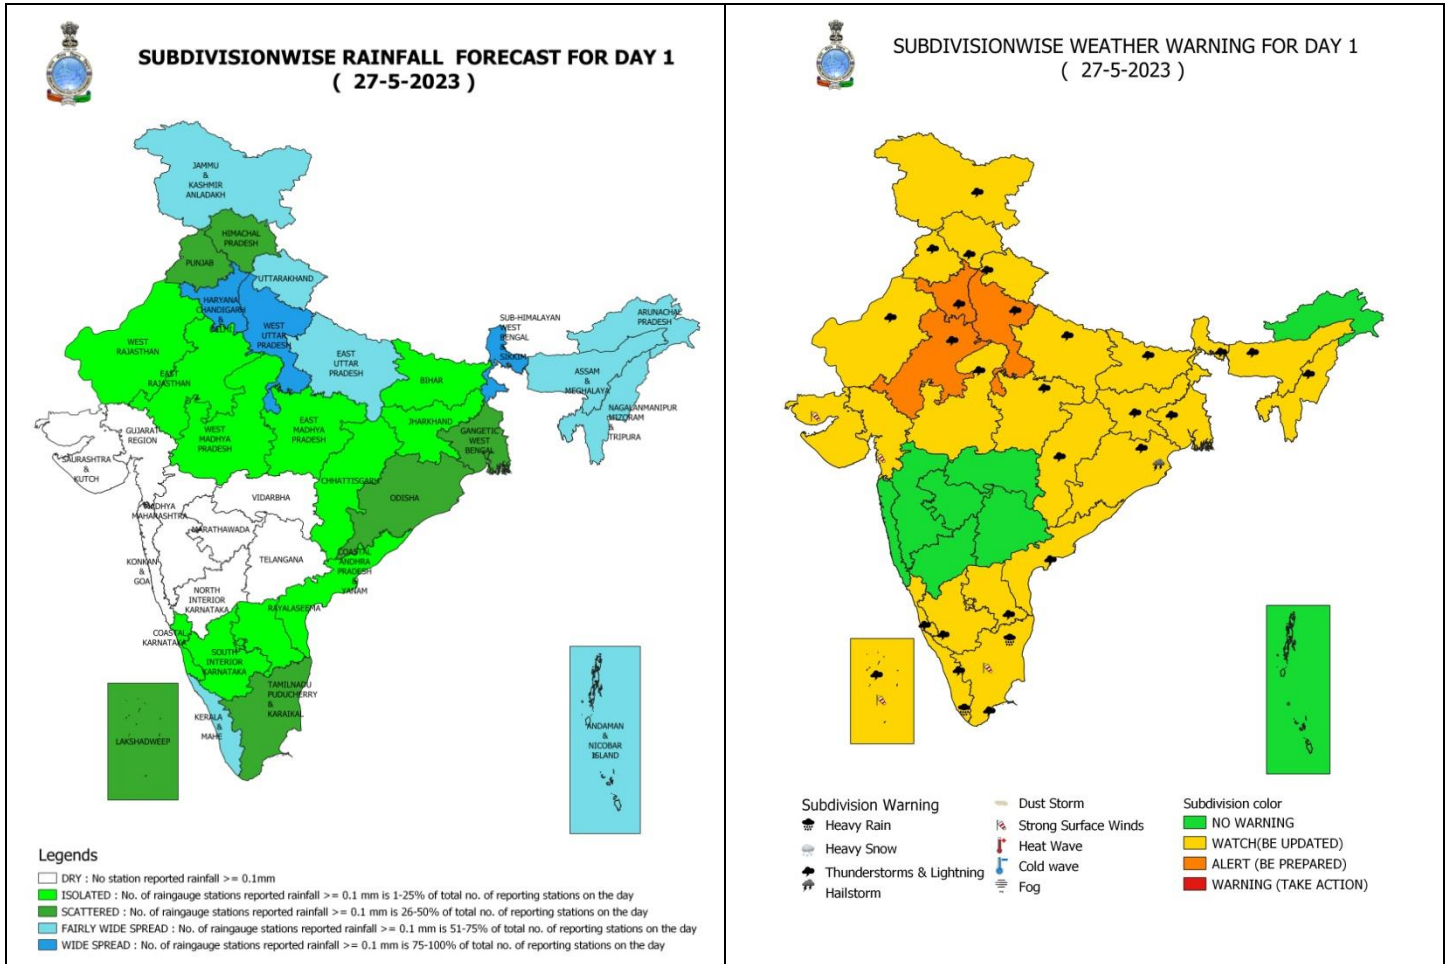 SUBDIVISIONWISE RAINFALL FORECAST FOR DAY 1
( 27-5-2023 )
JAMMU
&
KASHMIR
ANLADAKH
HIMACHAL
PRADESH
PUNJAB
UTTARAKHAND
HARYANA
CHANDIGARH
&
DELHI
WEST
UTTAR
PRADESH
WEST
RAJASTHAN
EAST
RAJASTHAN
EAST
UTTAR
PRADESH
SUB-HIMALAYAN
WEST
BENGAL
&
SIKKIM
ARUNACHAL
PRADESH
ASSAM
&
MEGHALAYA
NAGALANMANIPUR
MIZORAM
&
TRIPURA
BIHAR
JHARKHAND
GANGETIC
WEST
BENGAL
GUJARAT
REGION
WEST
MADHYA
PRADESH
EAST
MADHYA
PRADESH
SAURASHTRA
&
KUTCH
CHHATTISGARH
ODISHA
VIDARBHA
MADHYA
MAHARASHTRA
MARATHAWADA
TELANGANA
COASTAL
ANDHRA
PRADESH
&
YANAM
KONKAN
&
GOA
NORTH
INTERIOR
KARNATAKA
RAYALASEEMA
COASTAL
KARNATAKA
SOUTH
INTERIOR
KARNATAKA
TAMILNADU
PUDUCHERRY
&
KARAIKAL
KERALA
&
MAHE
LAKSHADWEEP
ANDAMAN
&
NICOBAR
ISLAND
Legends
DRY : No station reported rainfall >= 0.1mm
ISOLATED : No. of raingauge stations reported rainfall >= 0.1 mm is 1-25% of total no. of reporting stations on the day
SCATTERED : No. of raingauge stations reported rainfall >= 0.1 mm is 26-50% of total no. of reporting stations on the day
FAIRLY WIDE SPREAD : No. of raingauge stations reported rainfall >= 0.1 mm is 51-75% of total no. of reporting stations on the day
WIDE SPREAD : No. of raingauge stations reported rainfall >= 0.1 mm is 75-100% of total no. of reporting stations on the day
SUBDIVISIONWISE WEATHER WARNING FOR DAY 1
( 27-5-2023 )
Subdivision Warning
Heavy Rain
Heavy Snow
Thunderstorms & Lightning
Hailstorm
Dust Storm
Strong Surface Winds
Heat Wave
Cold wave
Fog
Subdivision color
NO WARNING
WATCH(BE UPDATED)
ALERT (BE PREPARED)
WARNING (TAKE ACTION)